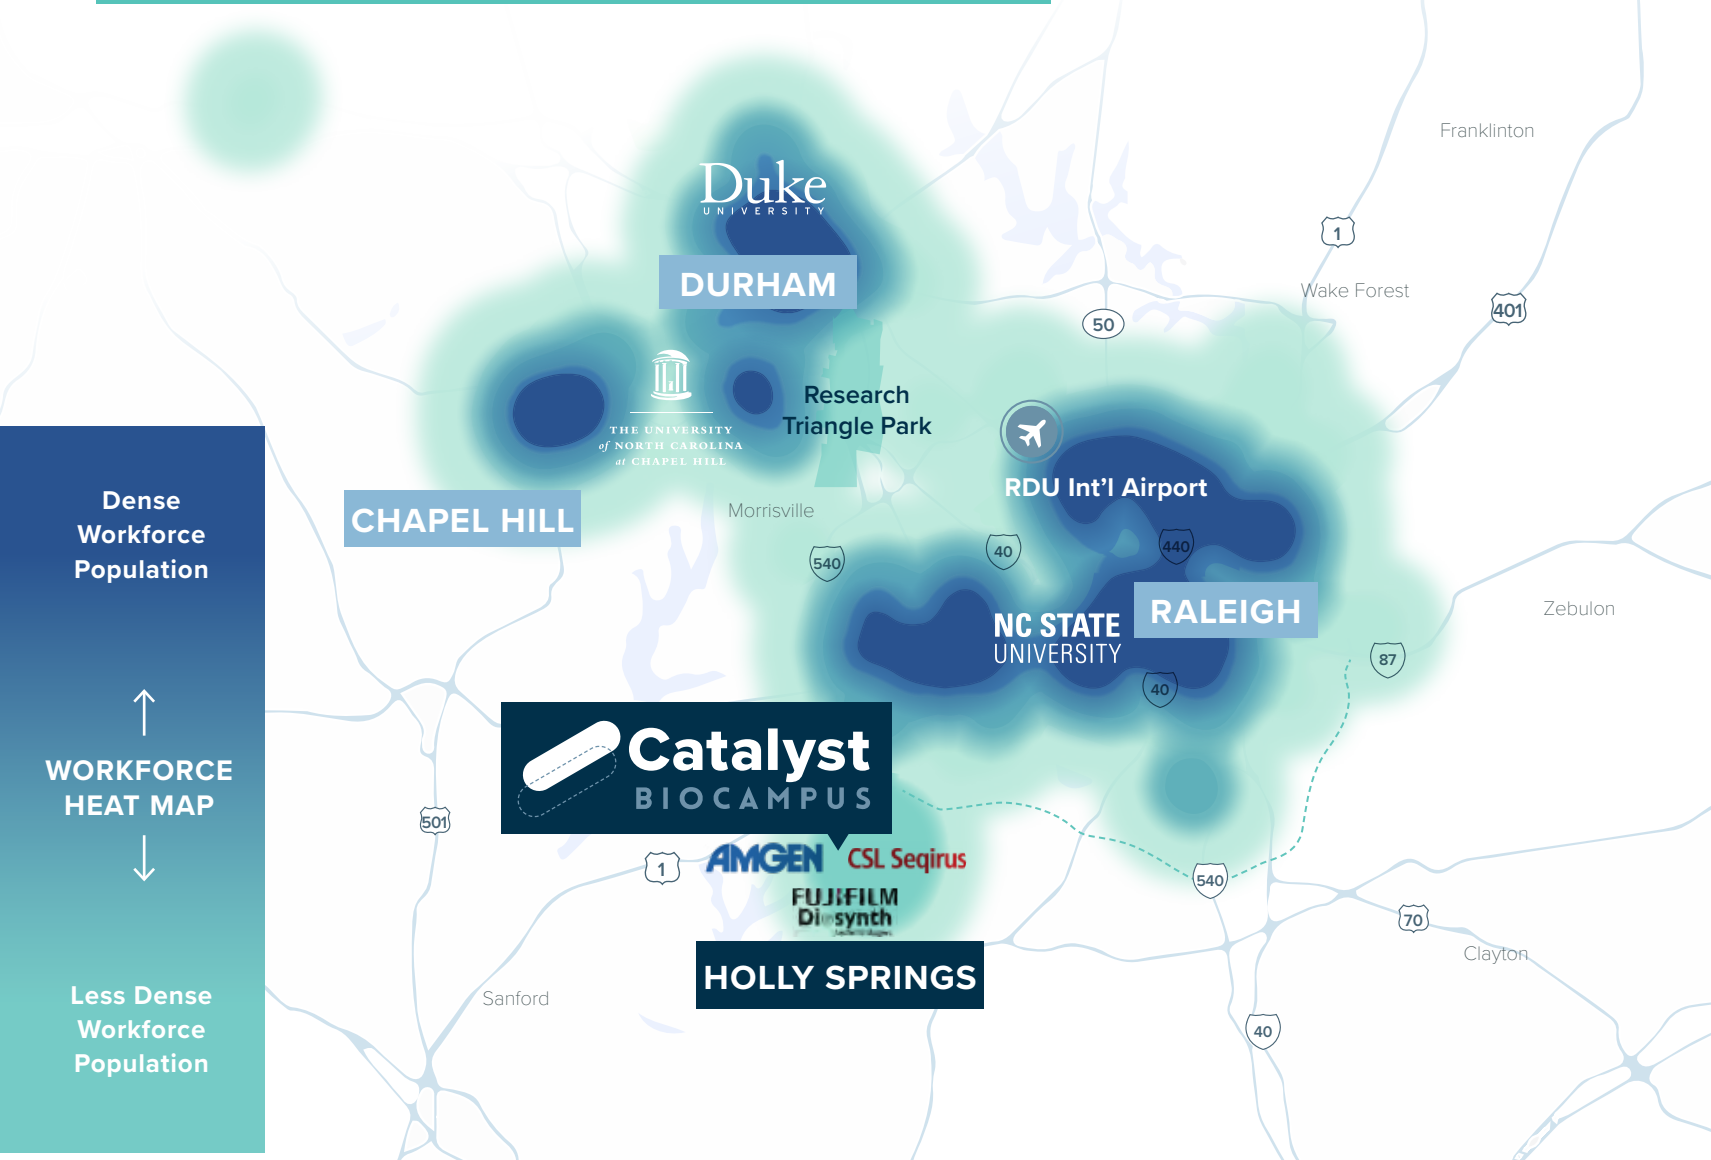 Franklinton
Duke
UNIVERSITY
1
Wake Forest
DURHAM
401
50
Research
Triangle Park
THE UNIVERSITY
of NORTH CAROLINA
at CHAPEL HILL
RDU Int'l Airport
Morrisville
CHAPEL HILL
540
40
440
Dense
Workforce
Population
NC STATE
UNIVERSITY
RALEIGH
Zebulon
87
40
Catalyst
BIOCAMPUS
WORKFORCE
HEAT MAP
501
1
AMGEN
CSL Seqirus
FUJIFILM
540
70
Clayton
HOLLY SPRINGS
Sanford
Less Dense
Workforce
Population
40